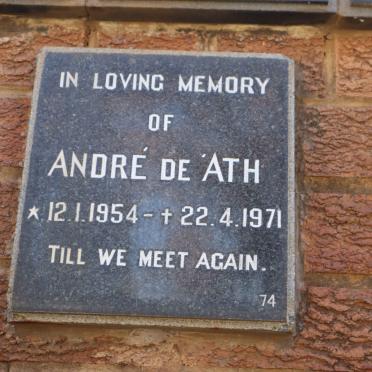 IN LOVING MEMORY
OF
ANDRÉ DE 'ATH
★ 12.1.1954 - ✝ 22.4.1971
TILL WE MEET AGAIN.
74